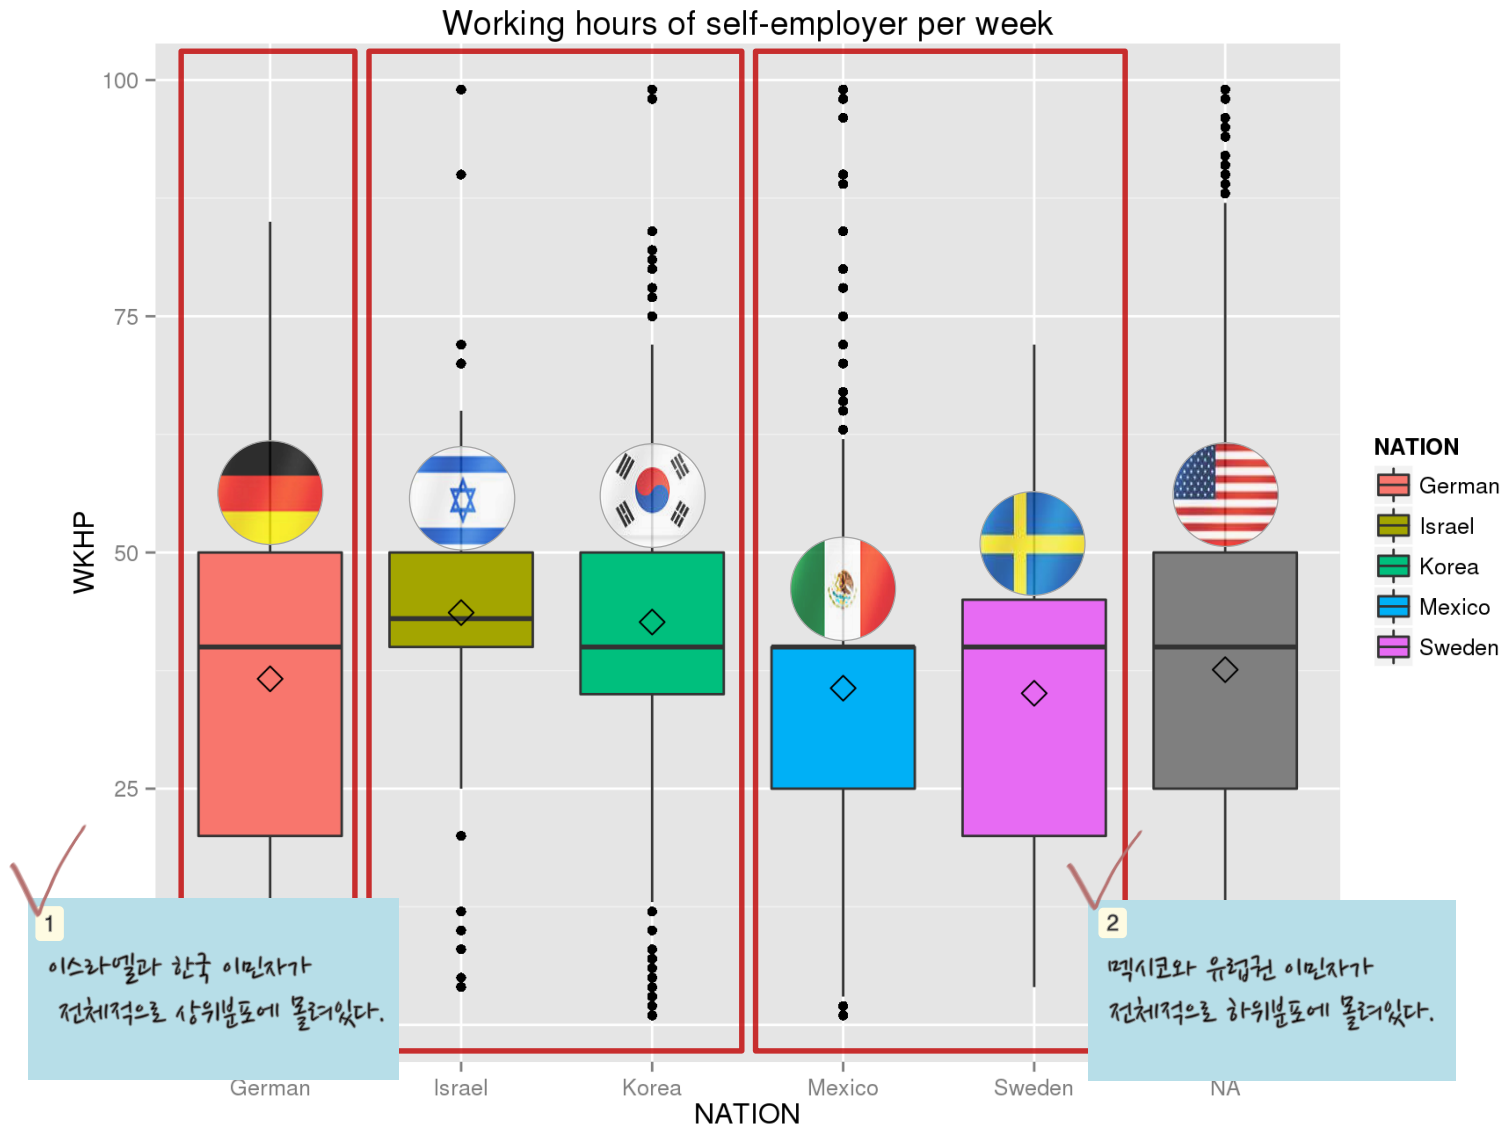 Working hours of self-employer per week
100
75
50
25
WKHP
NATION
German
Israel
Korea
Mexico
Sweden
1
이스라엘과 한국 이민자가
전체적으로 상위분포에 몰려있다.
2
멕시코와 유럽권 이민자가
전체적으로 하위분포에 몰려있다.
German Israel Korea Mexico Sweden NA
NATION